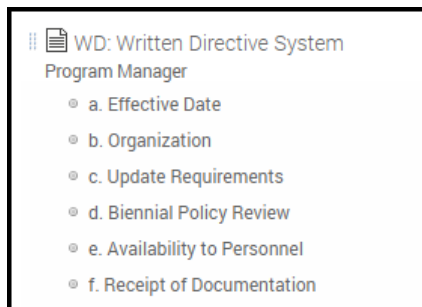 WD: Written Directive System
Program Manager
a. Effective Date
b. Organization
c. Update Requirements
d. Biennial Policy Review
e. Availability to Personnel
f. Receipt of Documentation